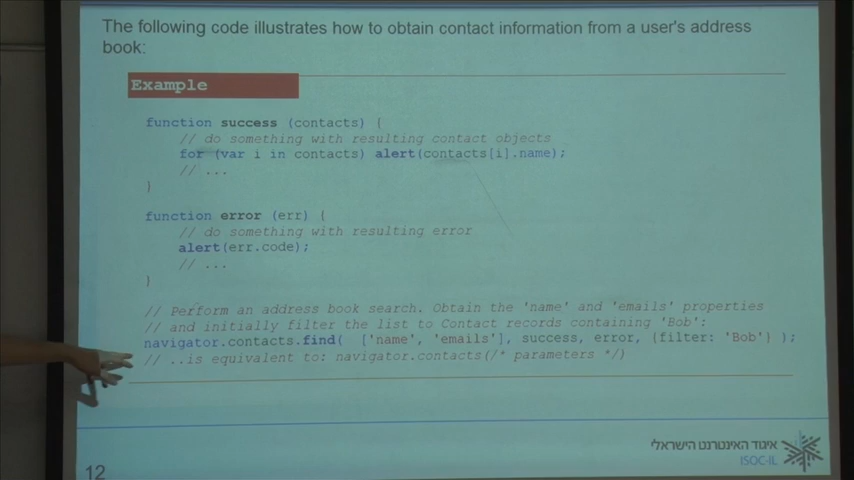 The following code illustrates how to obtain contact information from a user's address
book:
Example
function success (contacts) {
// do something with resulting contact objects
for (var i in contacts) alert(contacts[i].name);
// ...
}
function error (err) {
// do something with resulting error
alert(err.code);
// ...
}
// Perform an address book search. Obtain the 'name' and 'emails' properties
// and initially filter the list to Contact records containing 'Bob':
navigator.contacts.find( ['name', 'emails'], success, error, {filter: 'Bob'} );
// ..is equivalent to: navigator.contacts(/* parameters */)
איגוד האינטרנט הישראלי
ISOC-IL
12